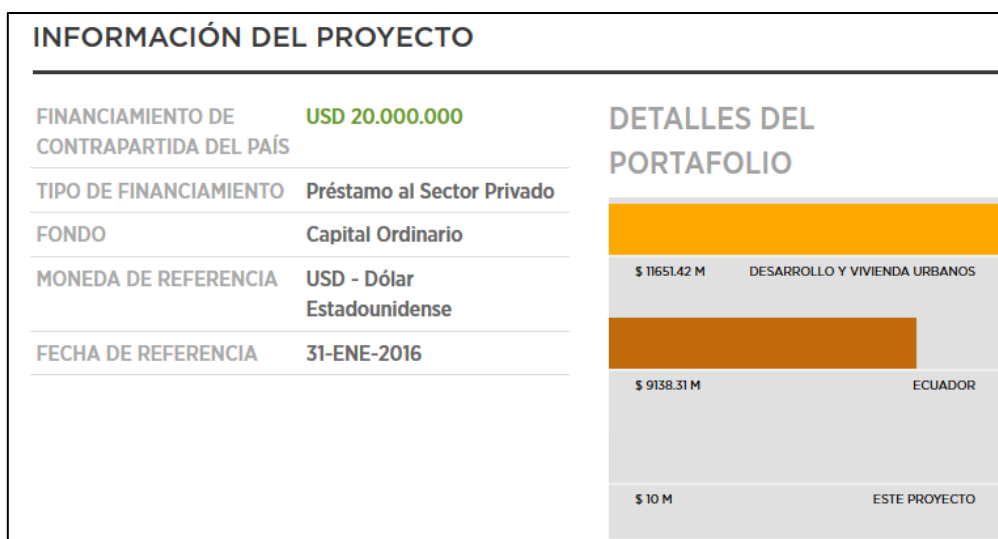 INFORMACIÓN DEL PROYECTO
FINANCIAMIENTO DE
CONTRAPARTIDA DEL PAÍS
USD 20.000.000
TIPO DE FINANCIAMIENTO
Préstamo al Sector Privado
FONDO
Capital Ordinario
MONEDA DE REFERENCIA
USD - Dólar
Estadounidense
FECHA DE REFERENCIA
31-ENE-2016
DETALLES DEL
PORTAFOLIO
$ 11651.42 M DESARROLLO Y VIVIENDA URBANOS
$ 9138.31 M ECUADOR
$ 10 M ESTE PROYECTO